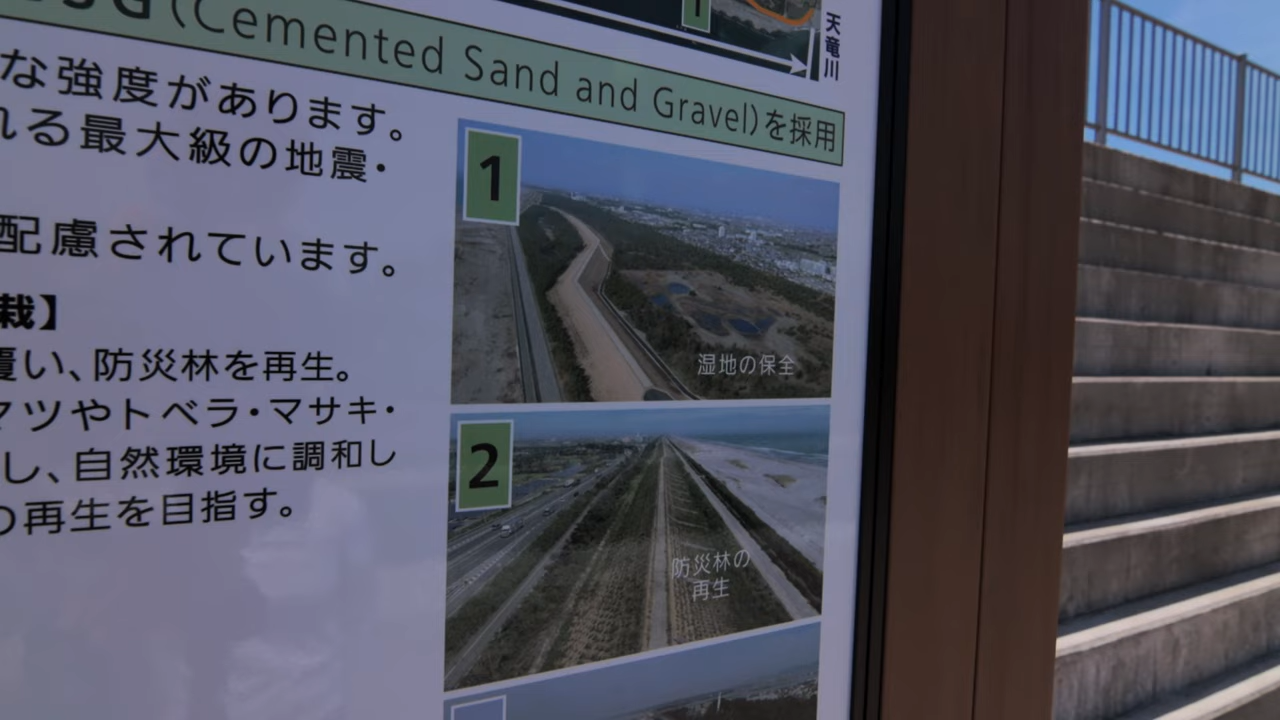 1
天竜川
SG(Cemented Sand and Gravel)を採用
な強度があります。
れる最大級の地震・
配慮されています。
栽】
覆い、防災林を再生。
マツやトベラ・マサキ・
し、自然環境に調和し
の再生を目指す。
1
湿地の保全
2
防災林の
再生